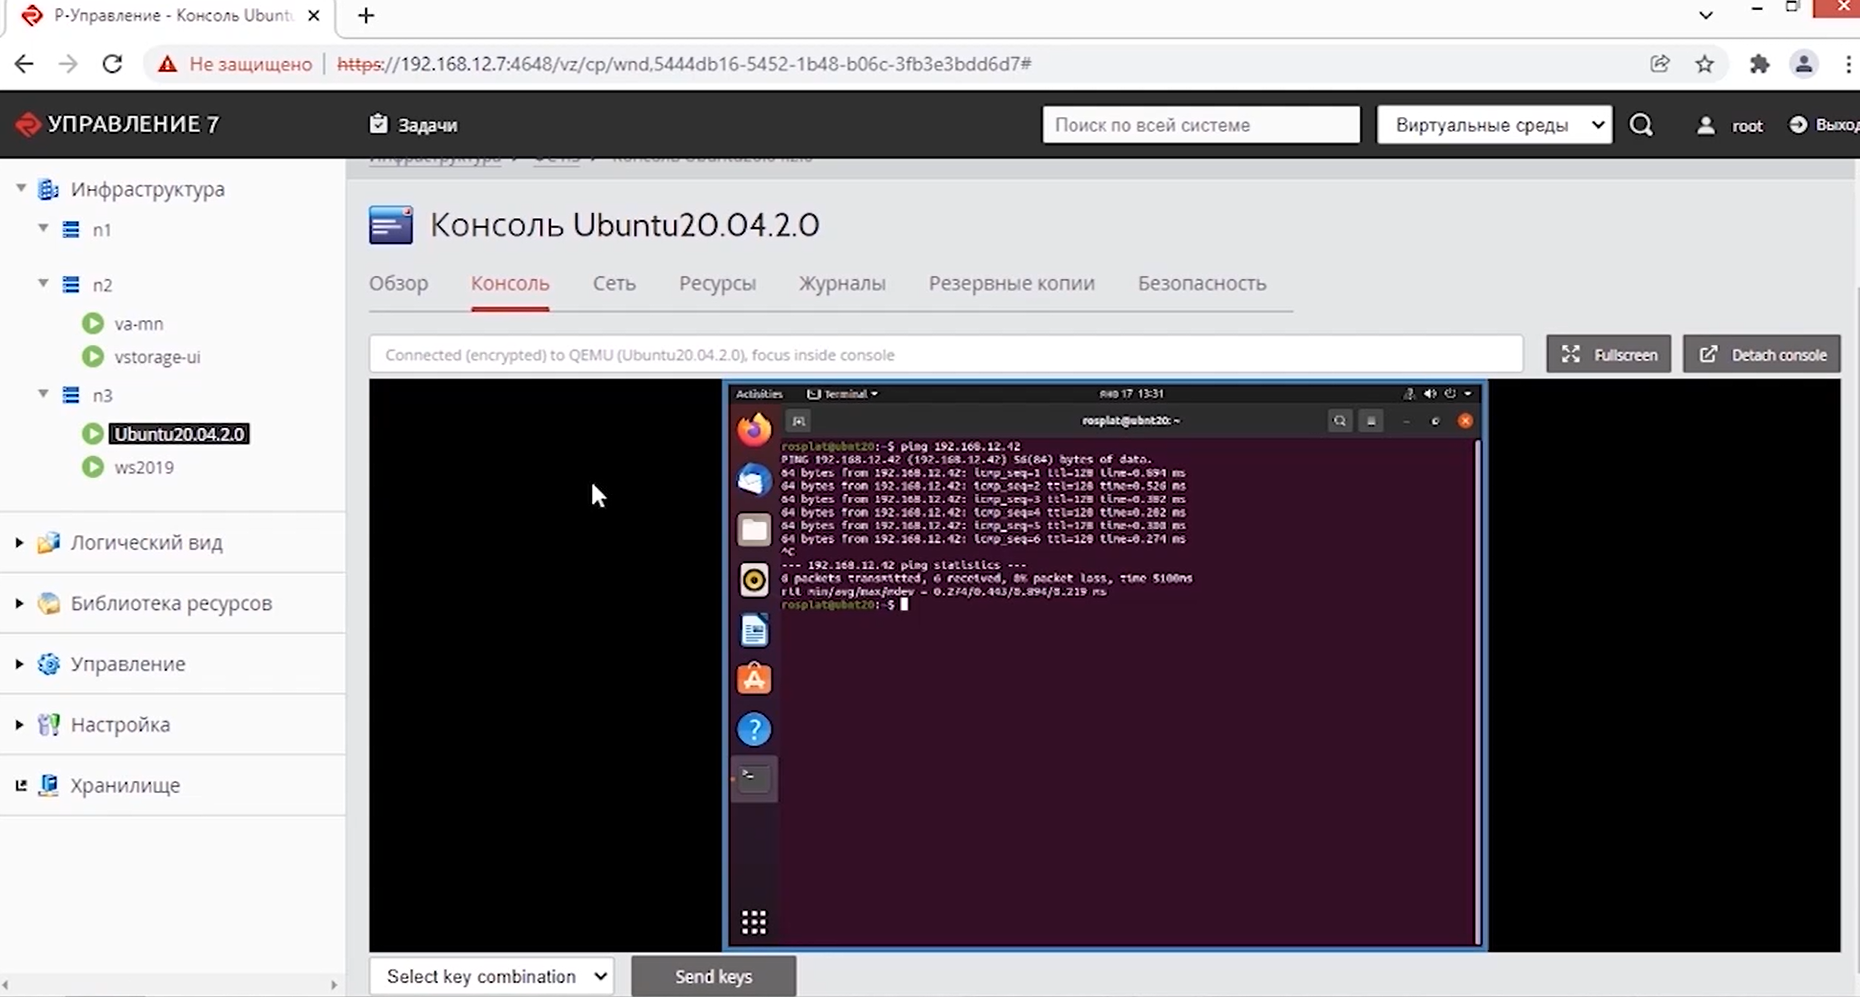 Р-Управление - Консоль Ubunt
Не защищено https://192.168.12.7:4648/vz/cp/wnd,5444db16-5452-1b48-b06c-3fb3e3bdd6d7#
УПРАВЛЕНИЕ 7
Задачи
Поиск по всей системе
Виртуальные среды
root
Выход
Инфраструктура
n1
n2
va-mn
vstorage-ui
n3
Ubuntu20.04.2.0
ws2019
Логический вид
Библиотека ресурсов
Управление
Настройка
Хранилище
Консоль Ubuntu20.04.2.0
Обзор Консоль Сеть Ресурсы Журналы Резервные копии Безопасность
Connected (encrypted) to QEMU (Ubuntu20.04.2.0), focus inside console
Fullscreen
Detach console
Activities Terminal янв 17 13:31
rosplat@ubnt20: ~
rosplat@ubnt20:~$ ping 192.168.12.42
PING 192.168.12.42 (192.168.12.42) 56(84) bytes of data.
64 bytes from 192.168.12.42: icmp_seq=1 ttl=128 time=0.894 ms
64 bytes from 192.168.12.42: icmp_seq=2 ttl=128 time=0.526 ms
64 bytes from 192.168.12.42: icmp_seq=3 ttl=128 ms
64 bytes from 192.168.12.42: icmp_seq=4 ttl=128 ms
64 bytes from 192.168.12.42: icmp_seq=5 ttl=128 ms
64 bytes from 192.168.12.42: icmp_seq=6 ttl=128 time=0.274 ms
^C
--- 192.168.12.42 ping statistics ---
6 packets transmitted, 6 received, 0% packet loss, time 5100ms
rtt min/avg/max/mdev = 0.274/0.443/0.894/0.219 ms
rosplat@ubnt20:~$
Select key combination
Send keys